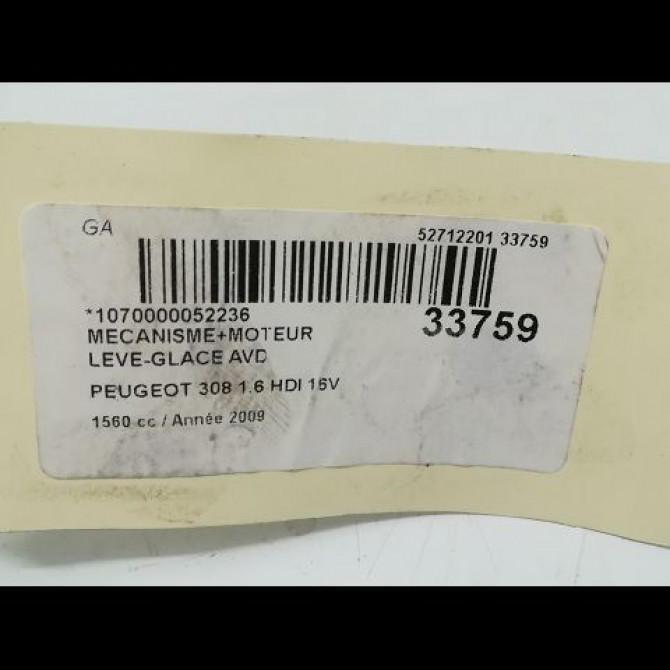 GA
52712201 33759
*1070000052236
33759
MECANISME+MOTEUR
LEVE-GLACE AVD
PEUGEOT 308 1.6 HDI 16V
1560 cc / Année 2009